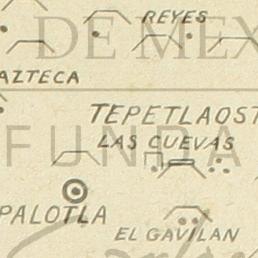 REYES
DE MEX
AZTECA
TEPETLAOST
LAS CUEVAS
FUNDA
PALOTLA
EL GAVILAN